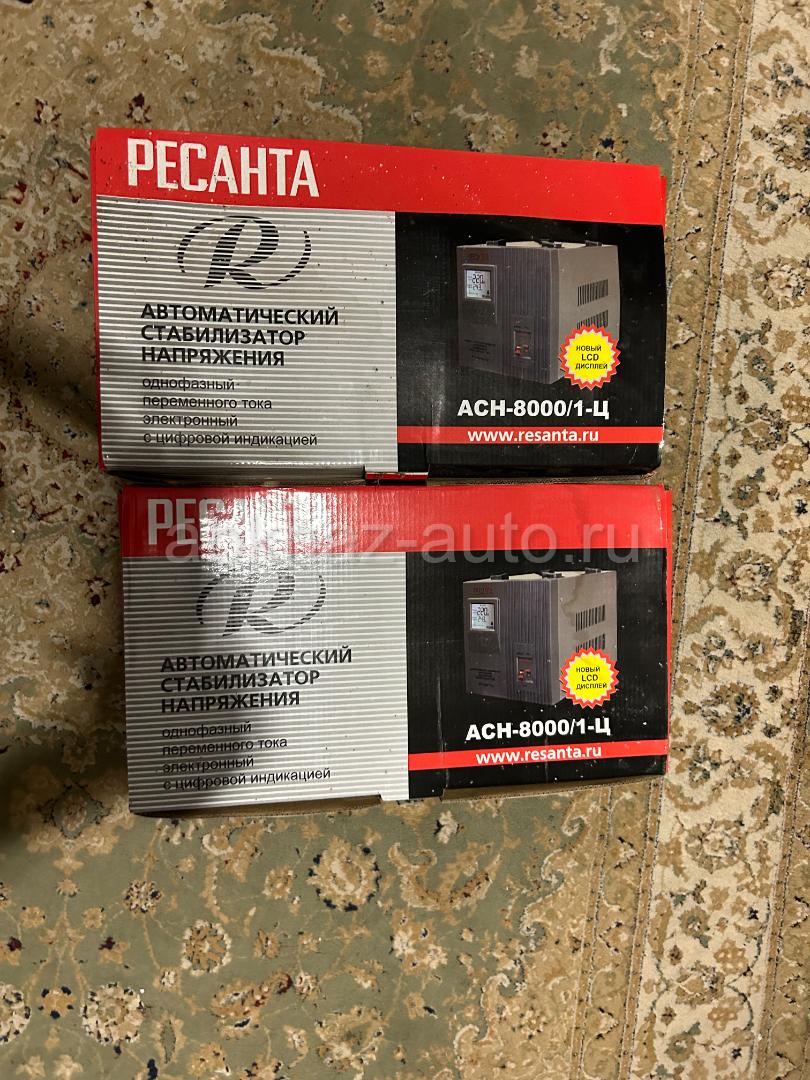 РЕСАНТА
R
АВТОМАТИЧЕСКИЙ
СТАБИЛИЗАТОР
НАПРЯЖЕНИЯ
однофазный
переменного тока
электронный
с цифровой индикацией
НОВЫЙ
LCD
ДИСПЛЕЙ
АСН-8000/1-Ц
www.resanta.ru
РЕСАНТА
R
АВТОМАТИЧЕСКИЙ
СТАБИЛИЗАТОР
НАПРЯЖЕНИЯ
однофазный
переменного тока
электронный
с цифровой индикацией
НОВЫЙ
LCD
ДИСПЛЕЙ
АСН-8000/1-Ц
www.resanta.ru